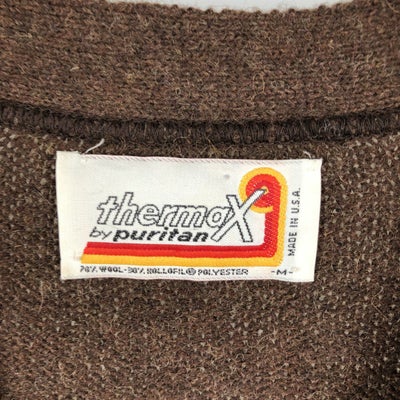 thermoX
by puritan
MADE IN U.S.A.
70% WOOL-30% HOLLOFIL® POLYESTER -M-